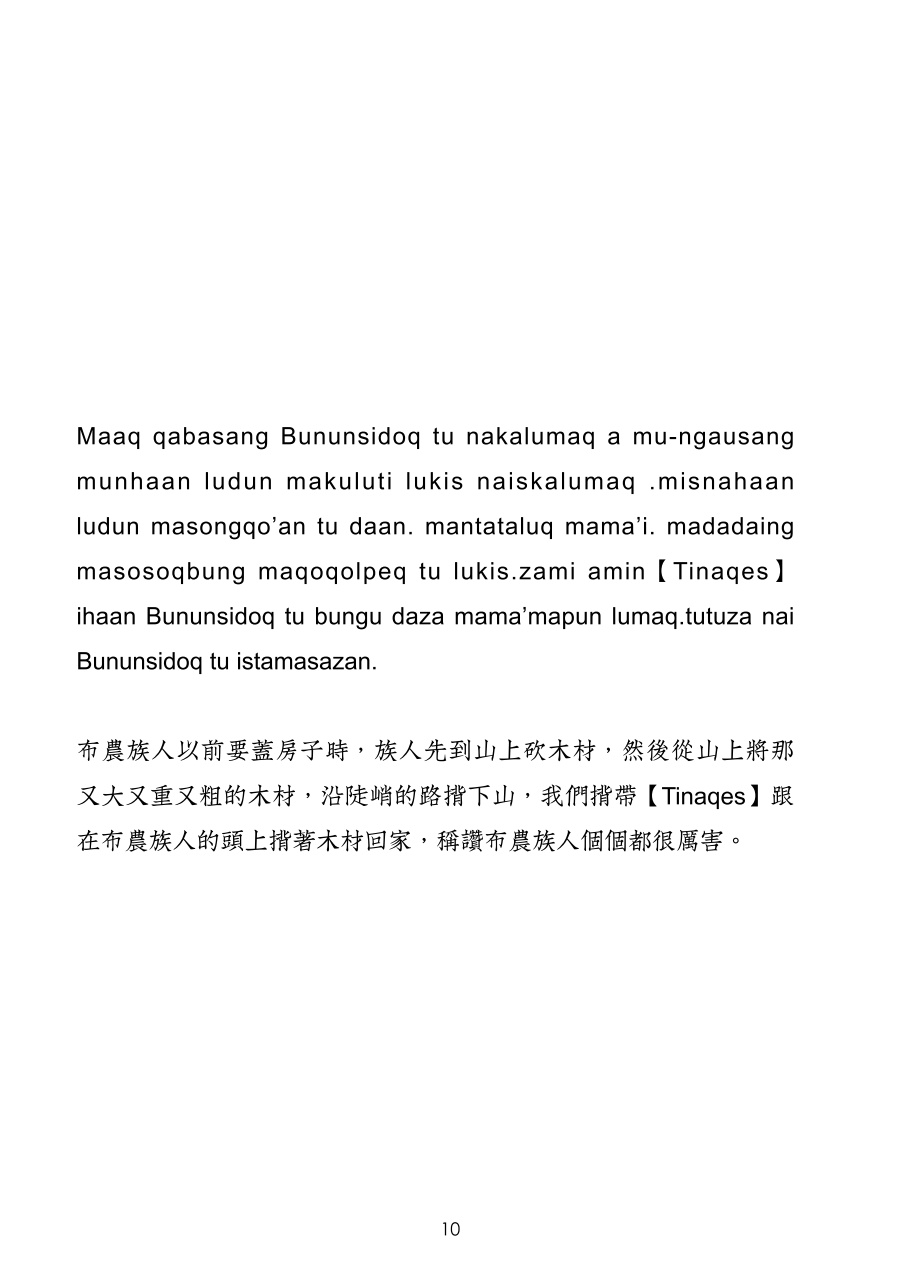 Maaq qabasang Bununsidoq tu nakalumaq a mu-ngausang
munhaan ludun makuluti lukis naiskalumaq .misnahaan
ludun masongqo’an tu daan. mantataluq mama’i. madadaing
masosoqbung maqoqolpeq tu lukis.zami amin【Tinaqes】
ihaan Bununsidoq tu bungu daza mama’mapun lumaq.tutuza nai
Bununsidoq tu istamasazan.
布農族人以前要蓋房子時，族人先到山上砍木材，然後從山上將那
又大又重又粗的木材，沿陡峭的路揹下山，我們揹帶【Tinaqes】跟
在布農族人的頭上揹著木材回家，稱讚布農族人個個都很厲害。
10